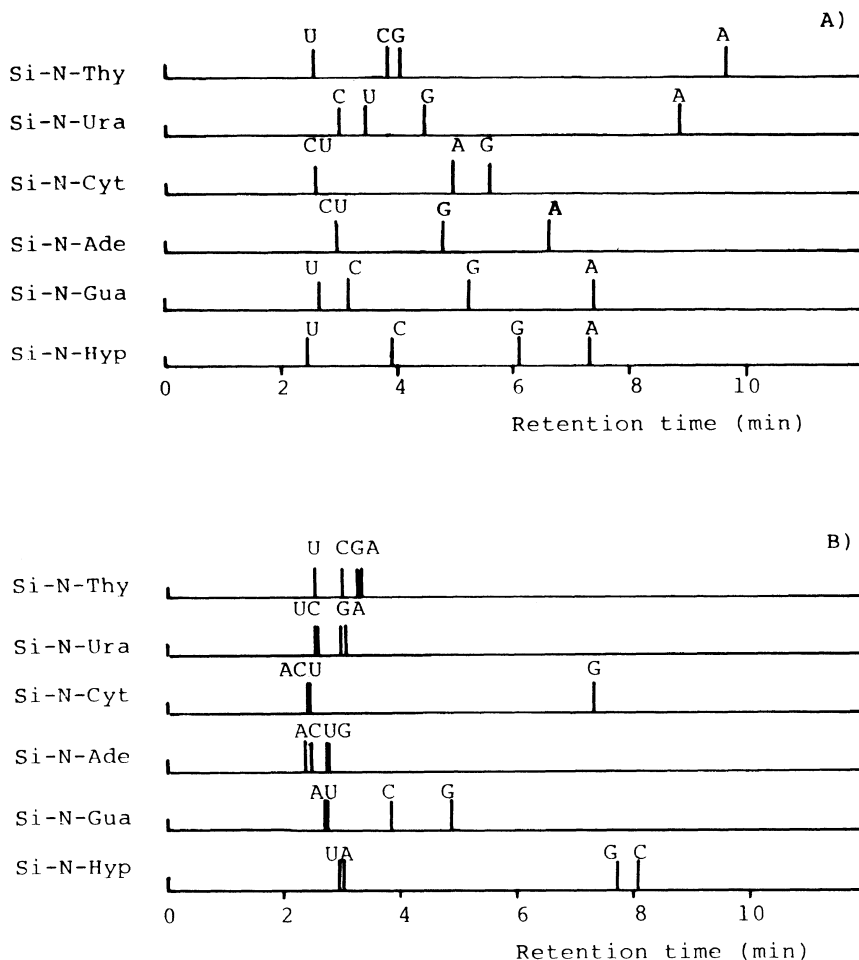 A)
U CG A
Si-N-Thy
C U G A
Si-N-Ura
CU A G
Si-N-Cyt
CU G A
Si-N-Ade
U C G A
Si-N-Gua
U C G A
Si-N-Hyp
0 2 4 6 8 10
Retention time (min)
B)
U CGA
Si-N-Thy
UC GA
Si-N-Ura
ACU G
Si-N-Cyt
ACUG
Si-N-Ade
AU C G
Si-N-Gua
UA G C
Si-N-Hyp
0 2 4 6 8 10
Retention time (min)